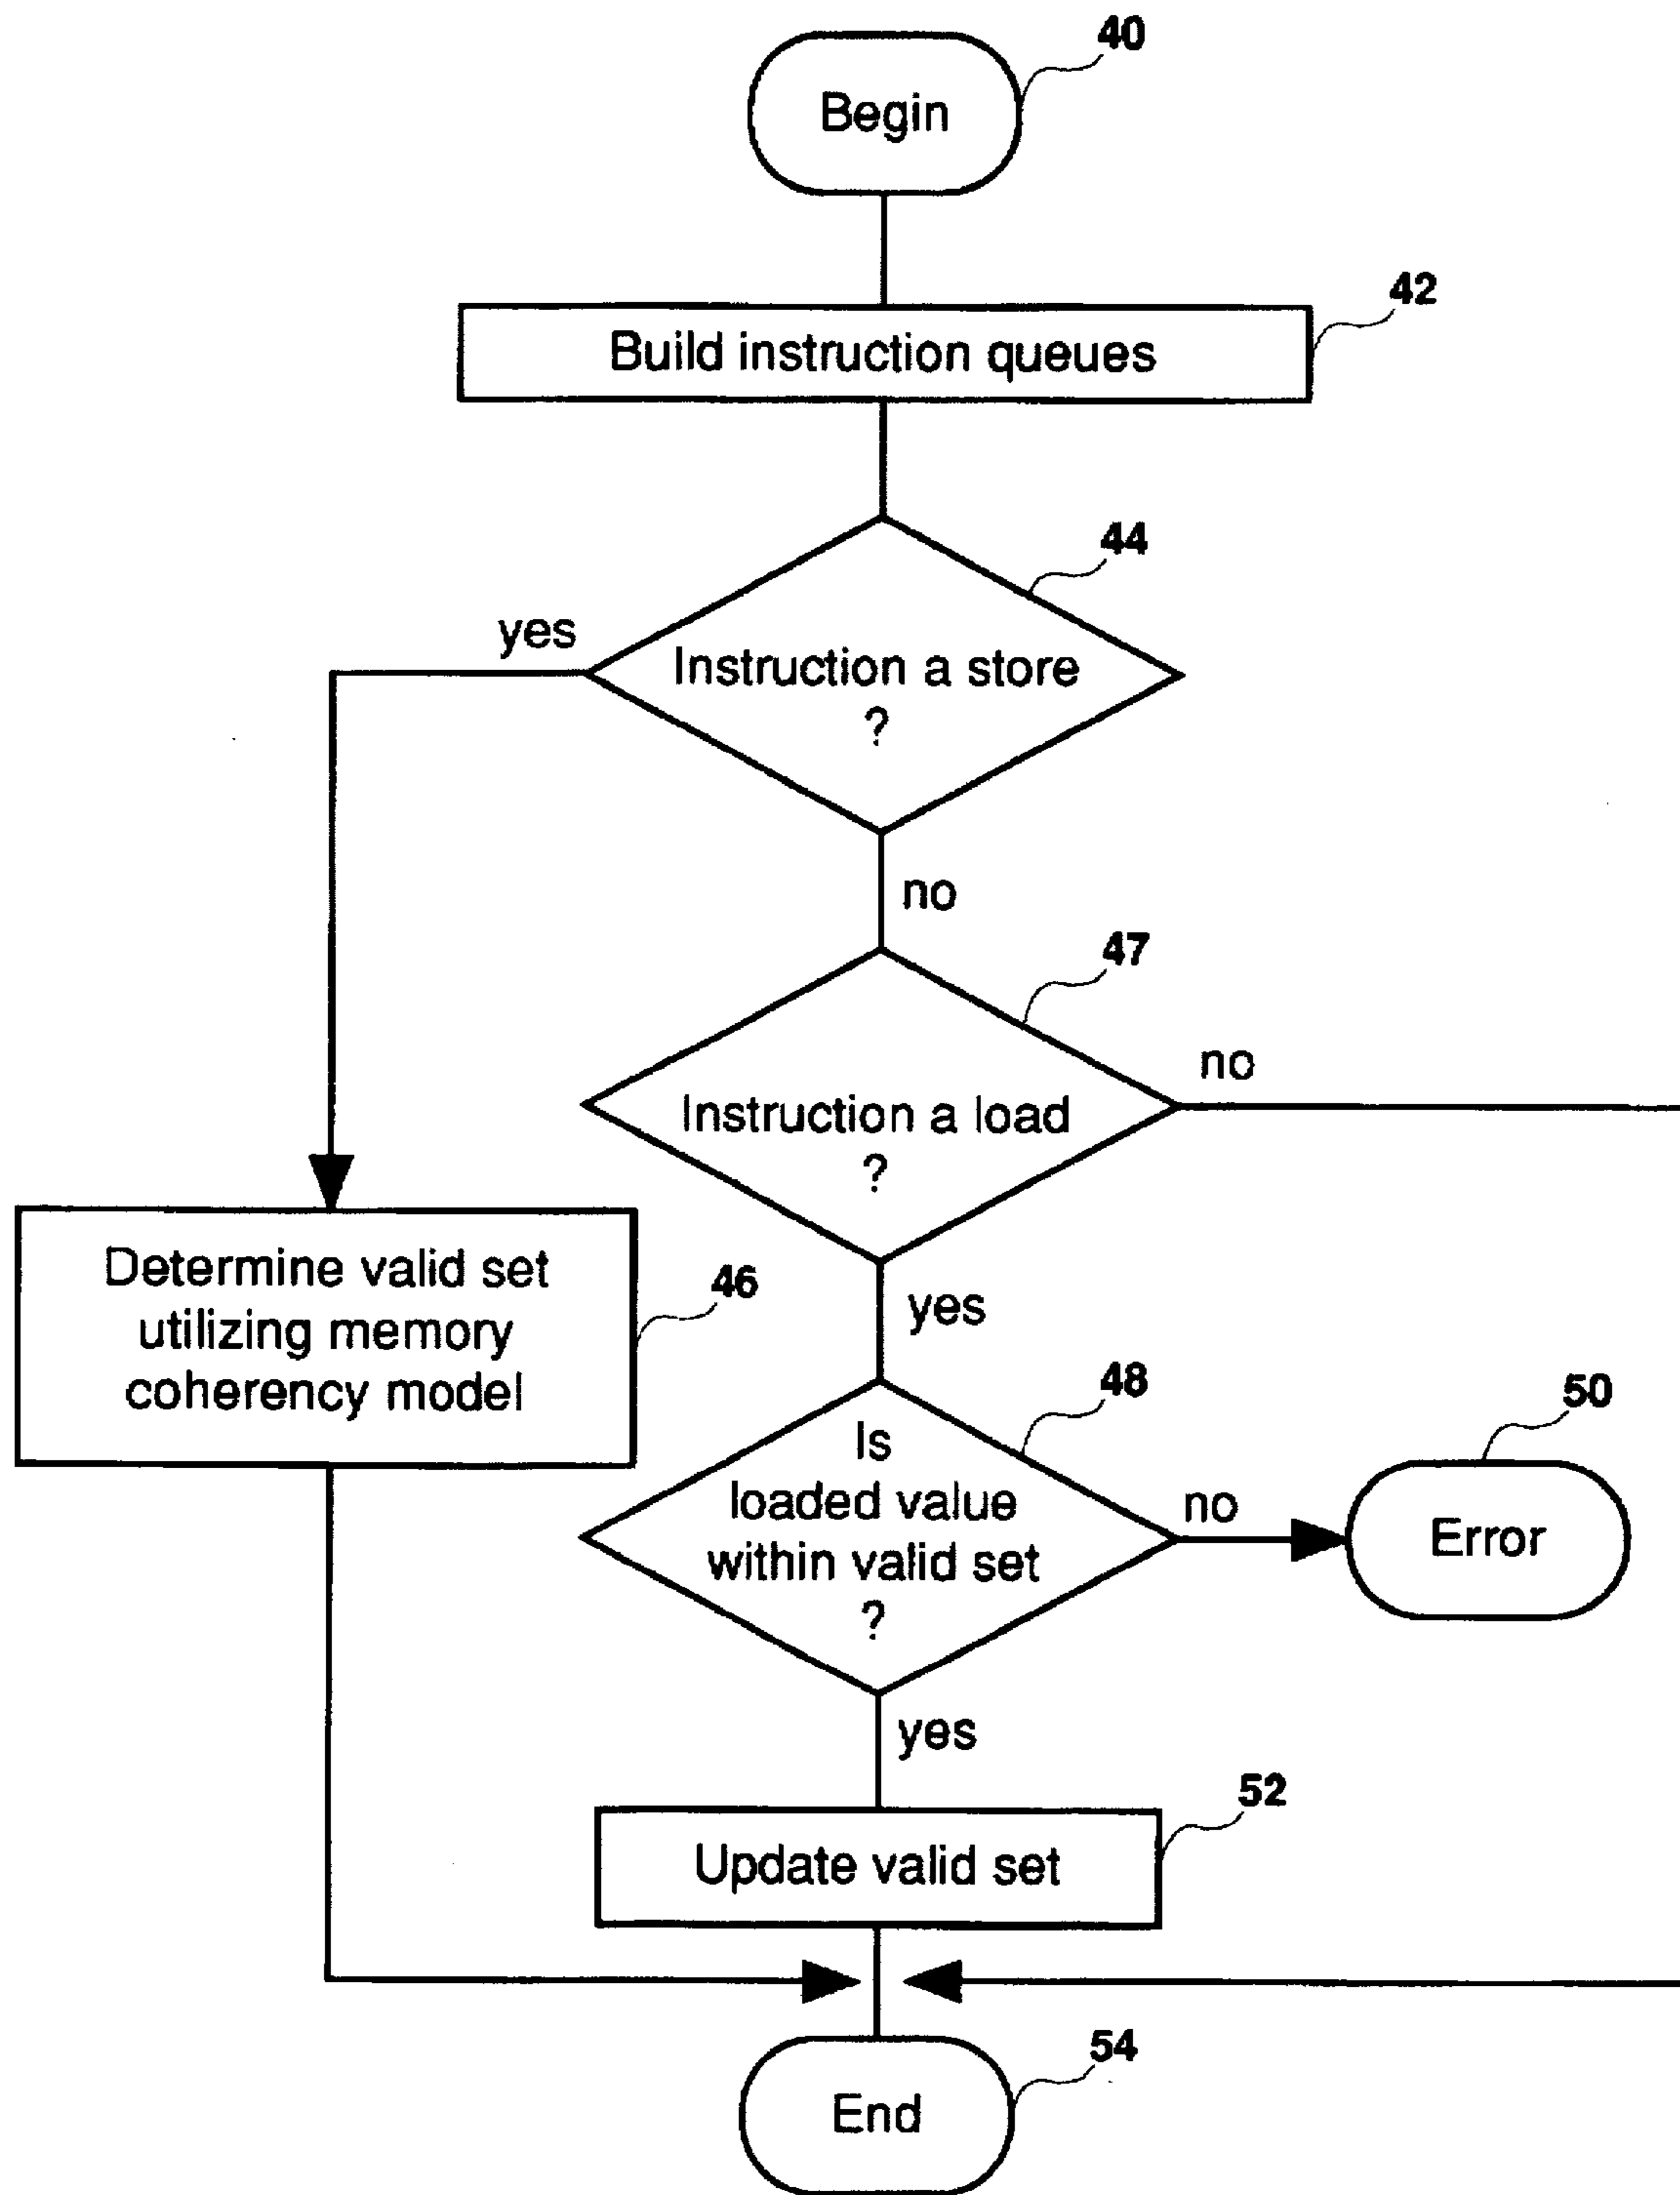 40
Begin
42
Build instruction queues
44
yes
Instruction a store
?
no
47
no
Instruction a load
?
Determine valid set
utilizing memory
coherency model
46
yes
48
50
Is
loaded value
within valid set
?
no
Error
yes
52
Update valid set
54
End